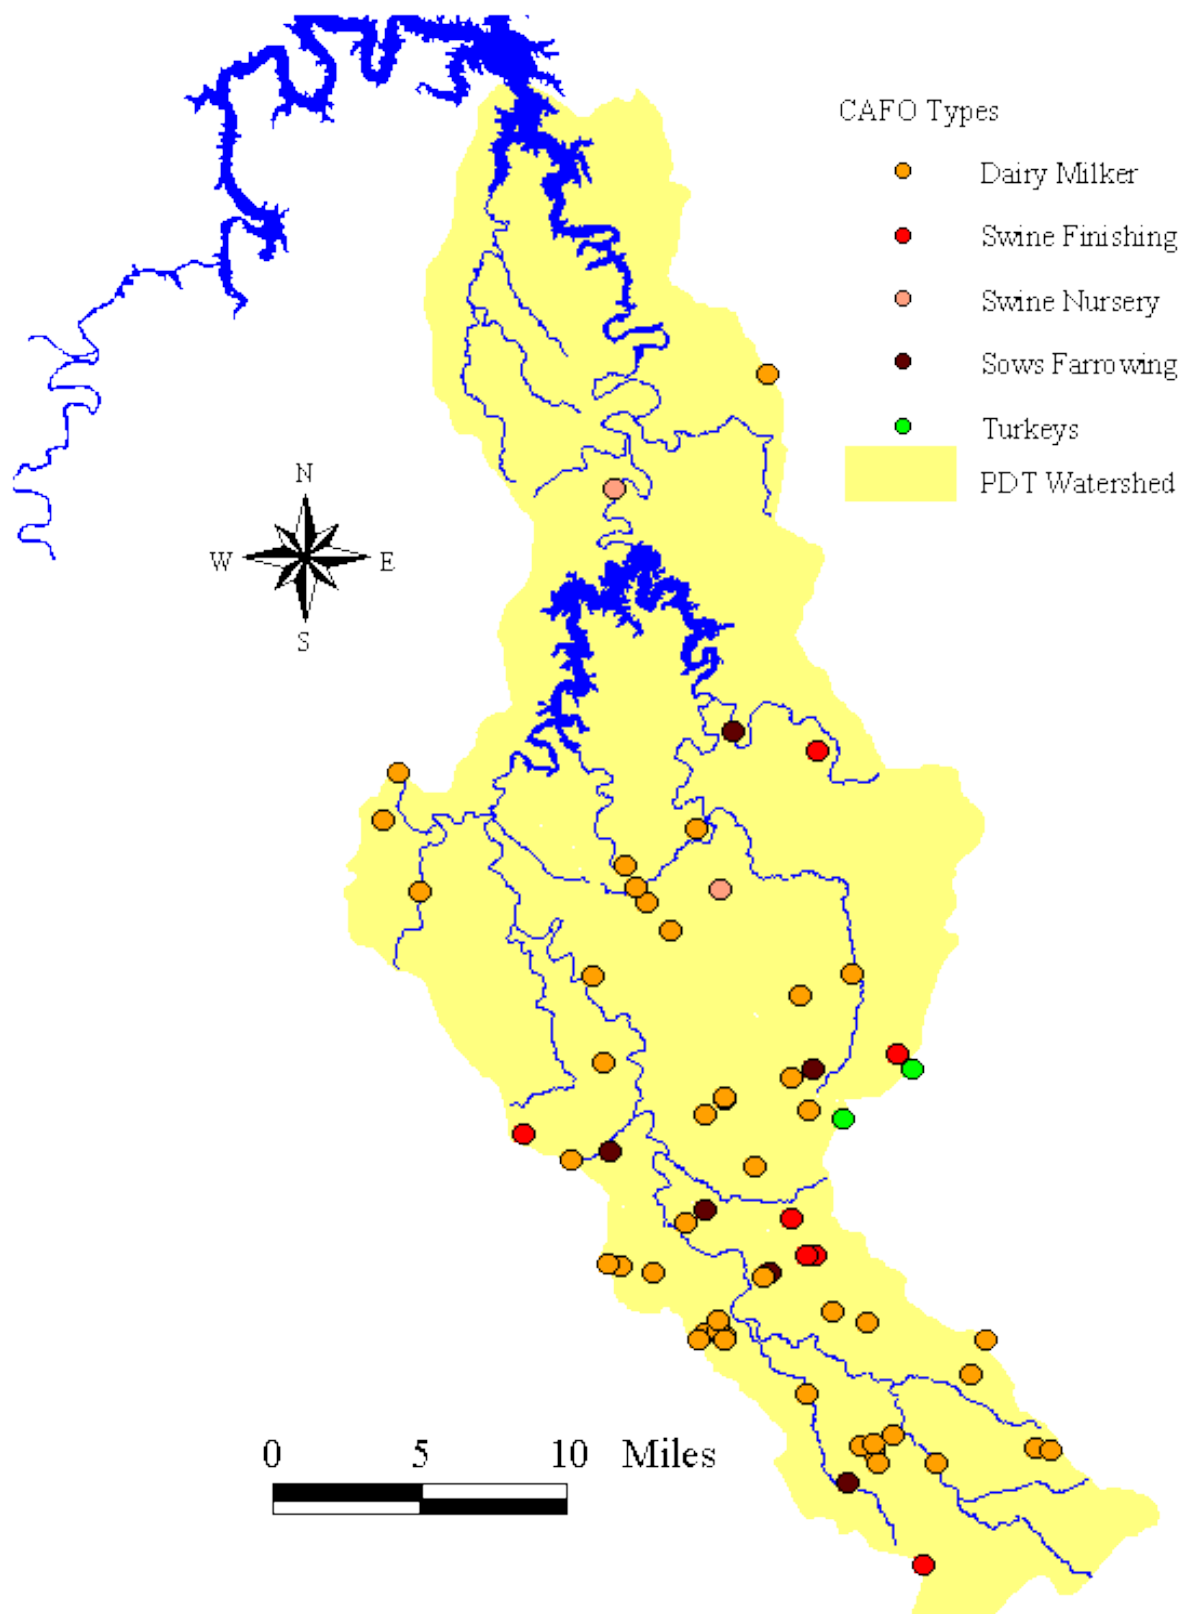 CAFO Types
Dairy Milker
Swine Finishing
Swine Nursery
Sows Farrowing
Turkeys
PDT Watershed
N
W E
S
0 5 10 Miles